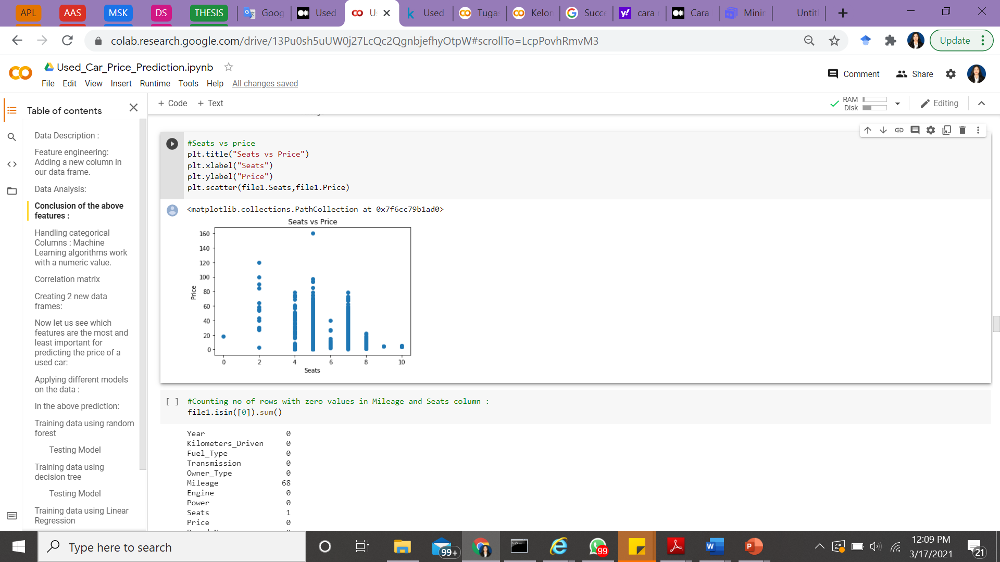 APL
AAS
MSK
DS
THESIS
Goog
Used
U
Used
Tuga
Kelon
Succe
cara
Cara
Minin
Untit
colab.research.google.com/drive/13Pu0sh5uUW0j27LcQc2QgnbjefhyOtpW#scrollTo=LcpPovhRmvM3
Update
Used_Car_Price_Prediction.ipynb
File Edit View Insert Runtime Tools Help All changes saved
Comment
Share
Table of contents
+ Code + Text
RAM
Disk
Editing
Data Description :
Feature engineering:
Adding a new column in
our data frame.
Data Analysis:
Conclusion of the above
features :
Handling categorical
Columns : Machine
Learning algorithms work
with a numeric value.
Correlation matrix
Creating 2 new data
frames:
Now let us see which
features are the most and
least important for
predicting the price of a
used car:
Applying different models
on the data :
In the above prediction:
Training data using random
forest
Testing Model
Training data using
decision tree
Testing Model
Training data using Linear
Regression
#Seats vs price
plt.title("Seats vs Price")
plt.xlabel("Seats")
plt.ylabel("Price")
plt.scatter(file1.Seats,file1.Price)
<matplotlib.collections.PathCollection at 0x7f6cc79b1ad0>
Seats vs Price
160
140
120
100
80
60
40
20
0
Price
0 2 4 6 8 10
Seats
[ ] #Counting no of rows with zero values in Mileage and Seats column :
file1.isin([0]).sum()
Year 0
Kilometers_Driven 0
Fuel_Type 0
Transmission 0
Owner_Type 0
Mileage 68
Engine 0
Power 0
Seats 1
Price 0
Type here to search
99+
99
12:09 PM
3/17/2021
21